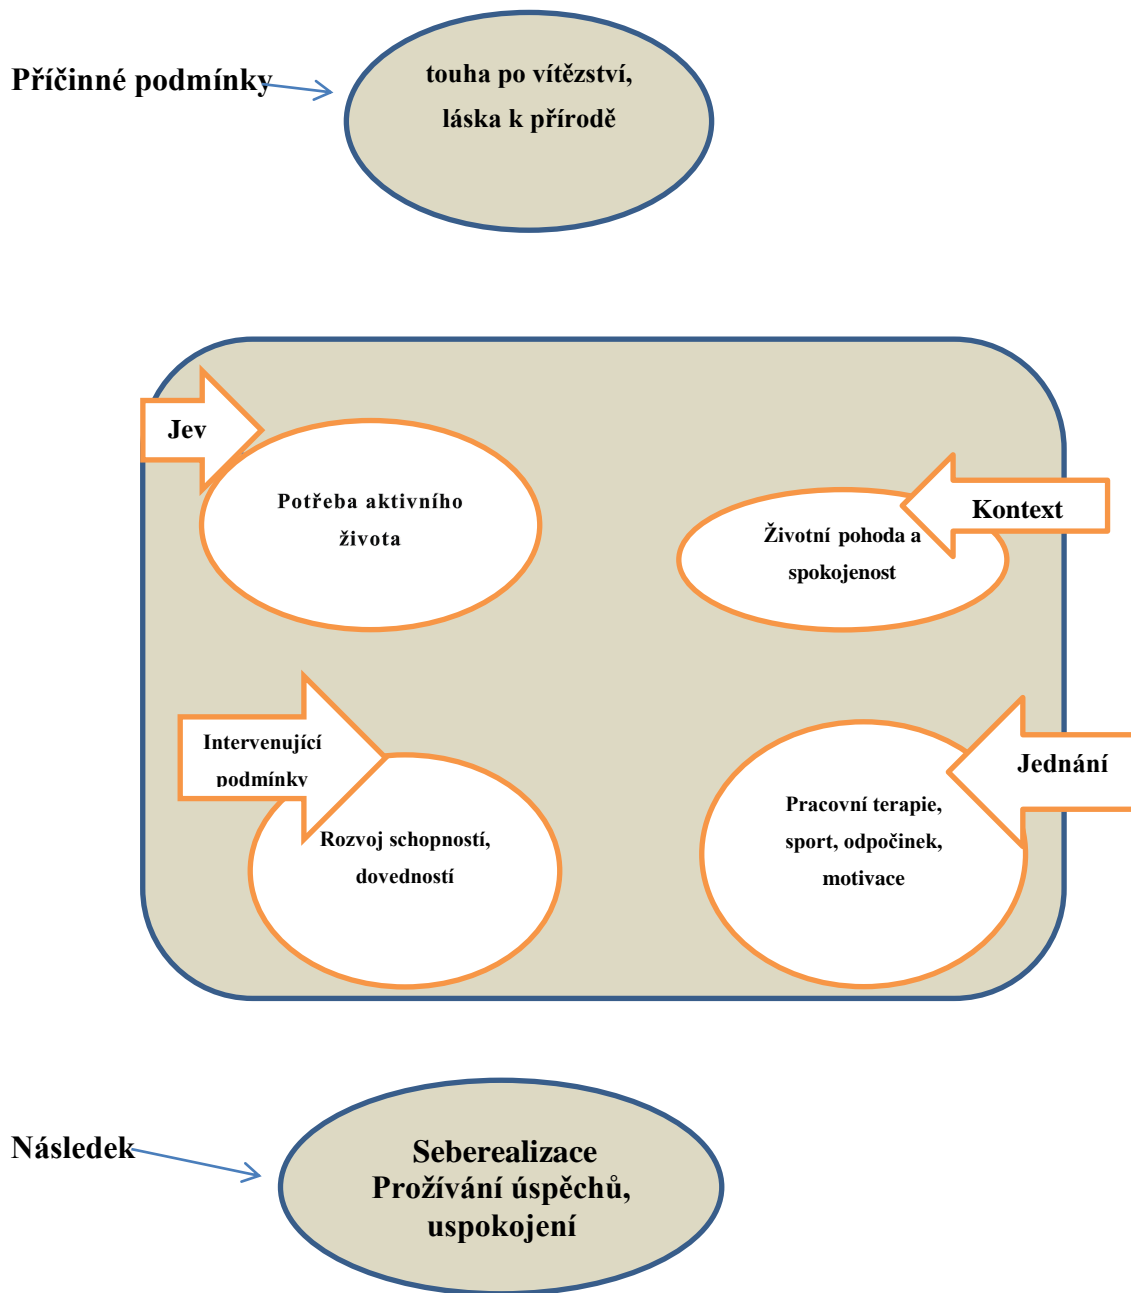 Příčinné podmínky
touha po vítězství,
láska k přírodě
Jev
Potřeba aktivního
života
Kontext
Životní pohoda a
spokojenost
Intervenující
podmínky
Rozvoj schopností,
dovedností
Jednání
Pracovní terapie,
sport, odpočinek,
motivace
Následek
Seberealizace
Prožívání úspěchů,
uspokojení